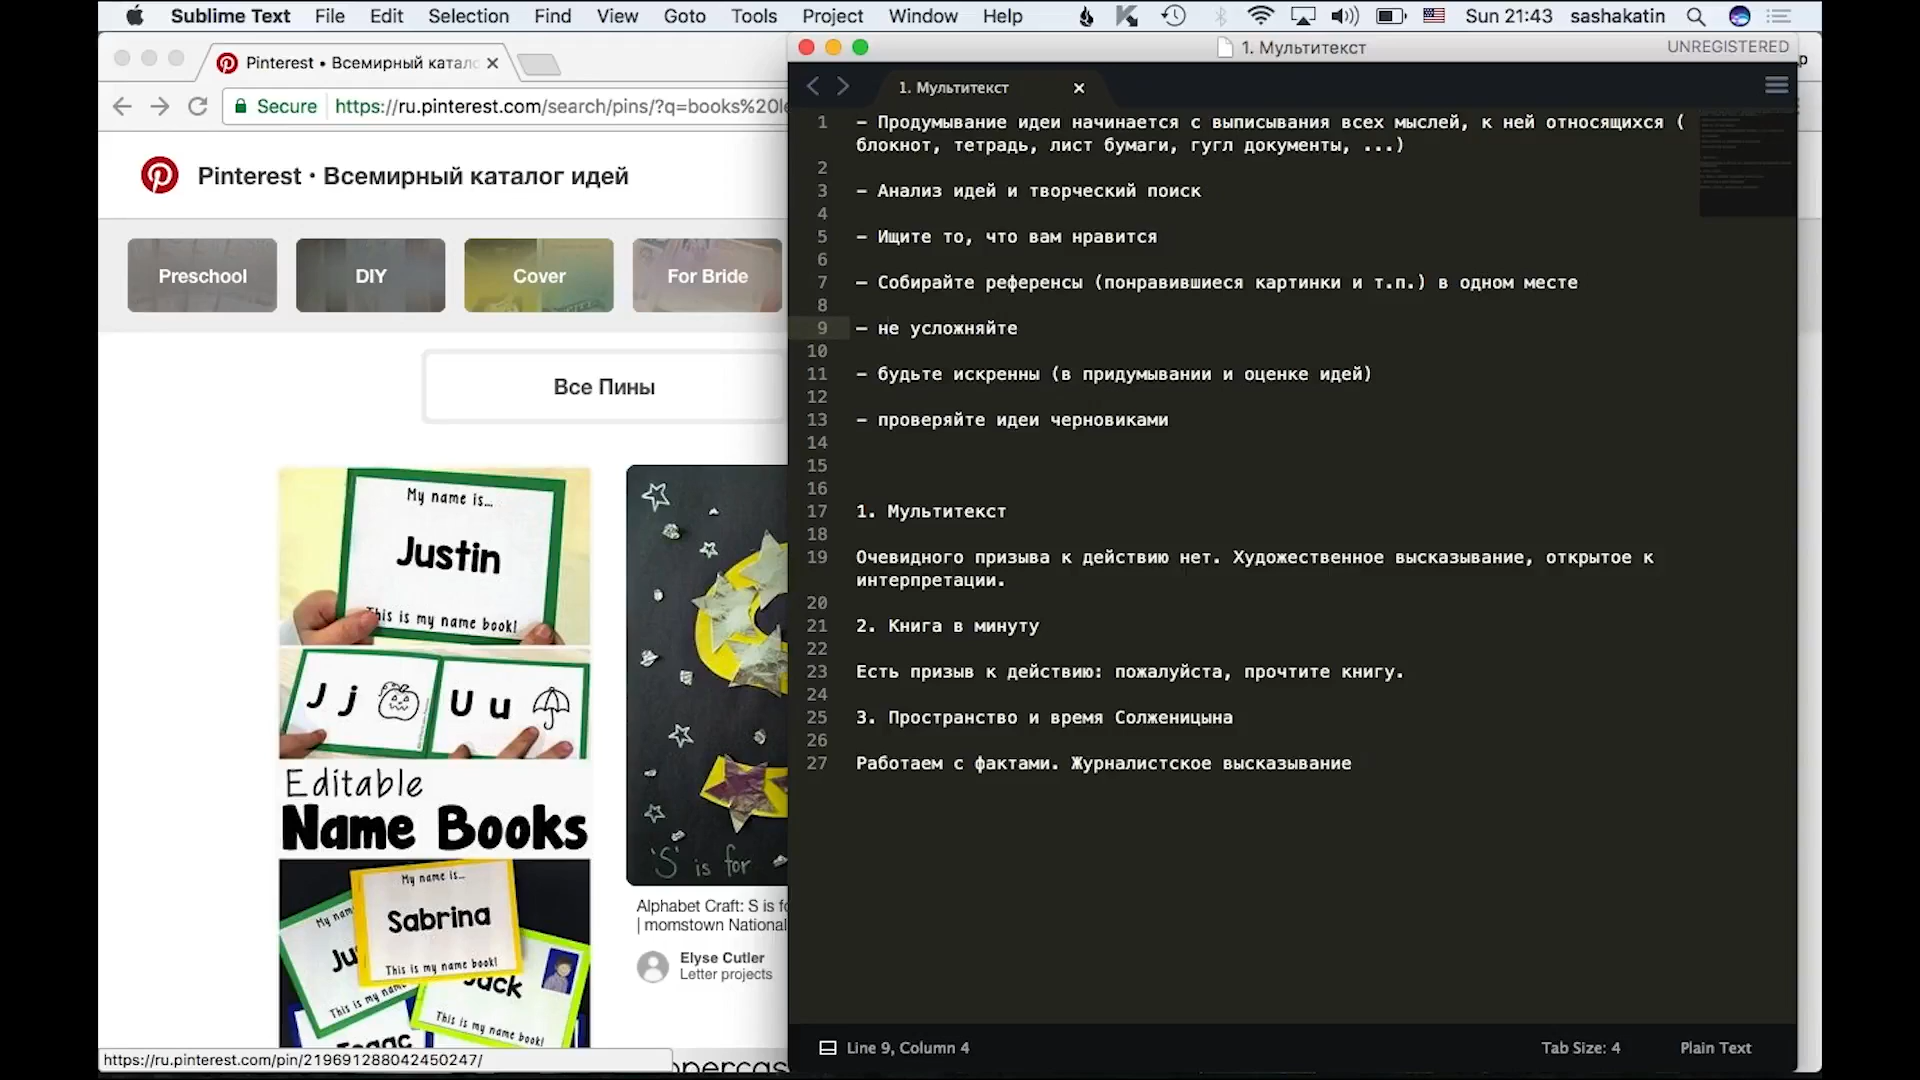 Sublime Text File Edit Selection Find View Goto Tools Project Window Help Sun 21:43 sashakatin
Pinterest • Всемирный катало
Secure https://ru.pinterest.com/search/pins/?q=books%20le
Pinterest • Всемирный каталог идей
Preschool DIY Cover For Bride
Все Пины
My name is...
Justin
This is my name book!
J j U u
Editable
Name Books
My name is...
Sabrina
This is my name book!
This is my name book!
'S' is for
Alphabet Craft: S is fo
| momstown National
Elyse Cutler
Letter projects
https://ru.pinterest.com/pin/219691288042450247/
1. Мультитекст
UNREGISTERED
1. Мультитекст
1 – Продумывание идеи начинается с выписывания всех мыслей, к ней относящихся (
блокнот, тетрадь, лист бумаги, гугл документы, ...)
2
3 – Анализ идей и творческий поиск
4
5 – Ищите то, что вам нравится
6
7 – Собирайте референсы (понравившиеся картинки и т.п.) в одном месте
8
9 – не усложняйте
10
11 – будьте искренны (в придумывании и оценке идей)
12
13 – проверяйте идеи черновиками
14
15
16
17 1. Мультитекст
18
19 Очевидного призыва к действию нет. Художественное высказывание, открытое к
интерпретации.
20
21 2. Книга в минуту
22
23 Есть призыв к действию: пожалуйста, прочтите книгу.
24
25 3. Пространство и время Солженицына
26
27 Работаем с фактами. Журналистское высказывание
Line 9, Column 4
Tab Size: 4
Plain Text